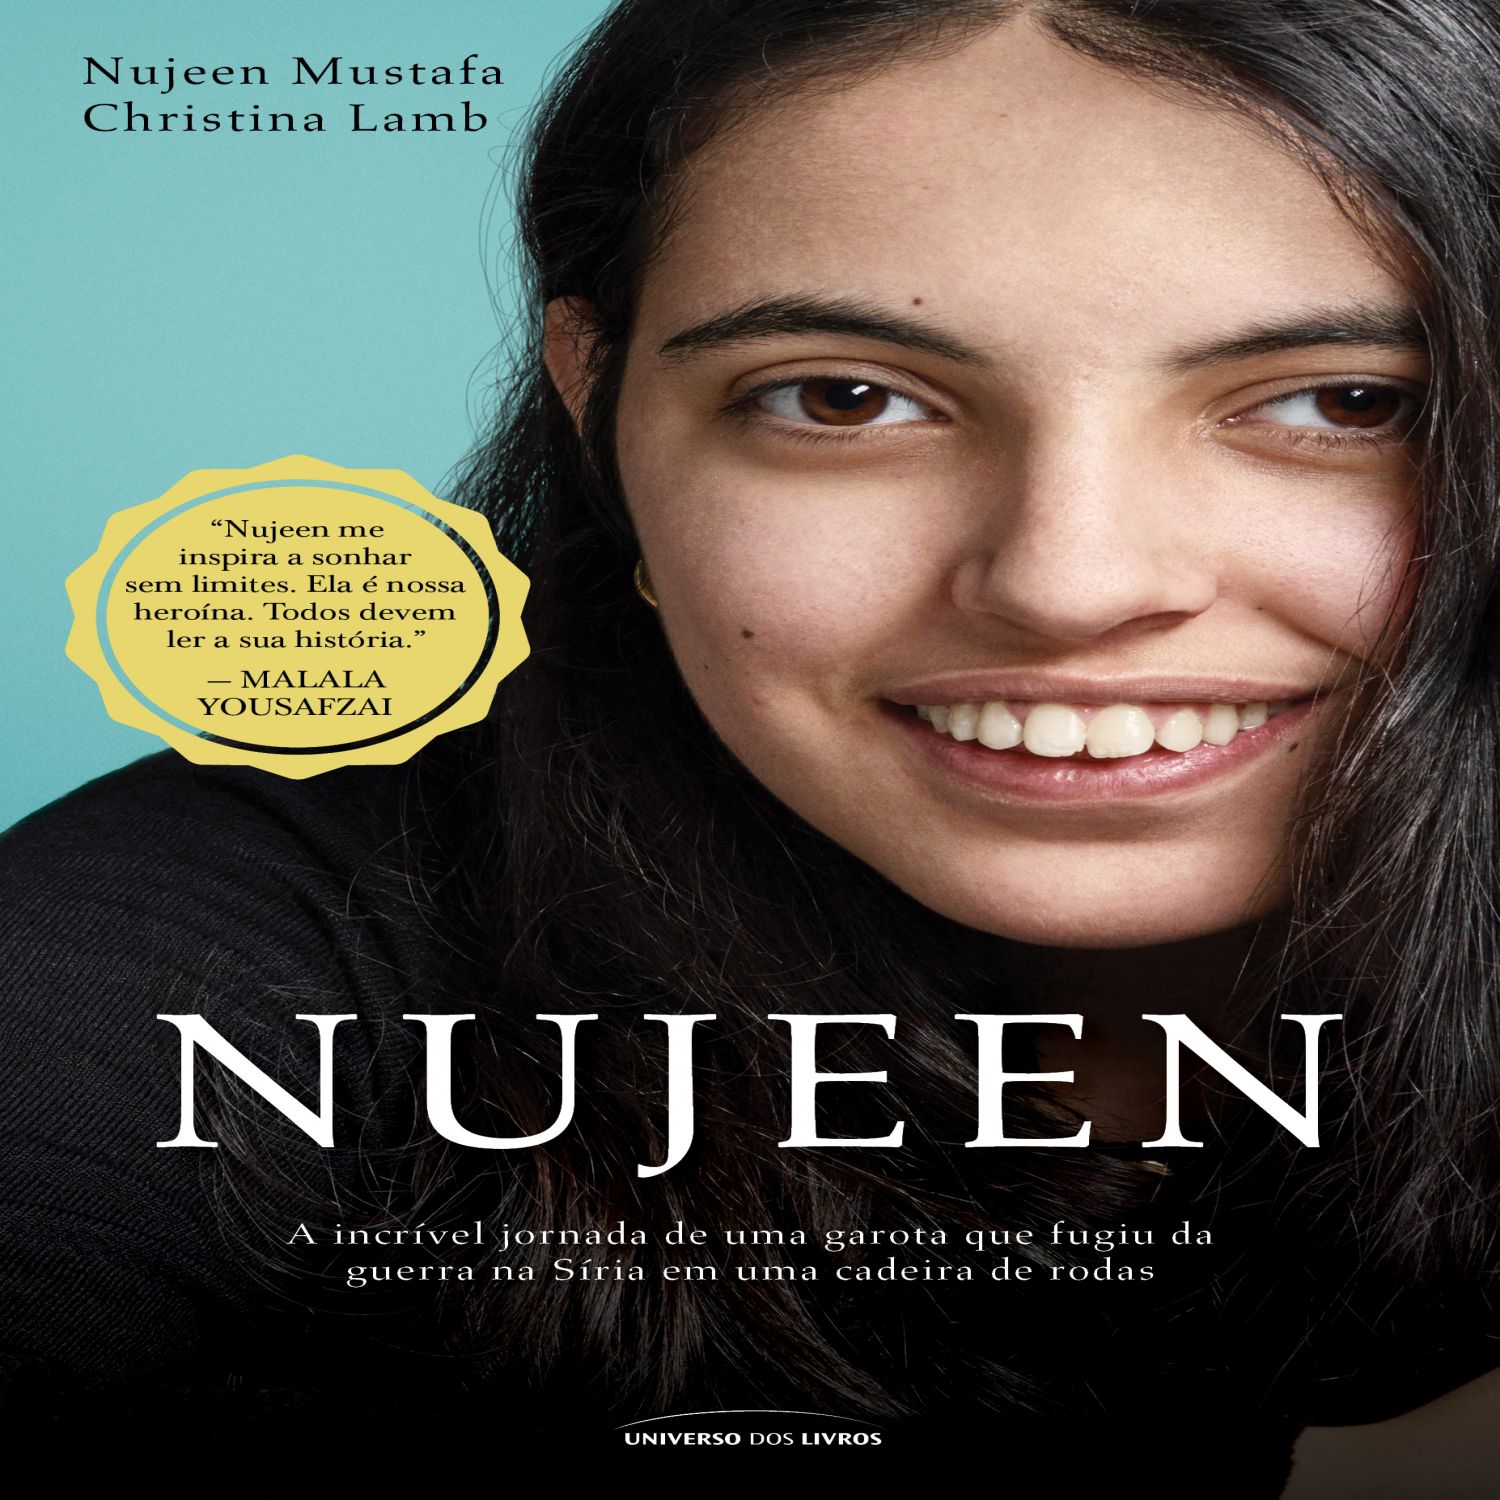 Nujeen Mustafa
Christina Lamb
“Nujeen me
inspira a sonhar
sem limites. Ela é nossa
heroína. Todos devem
ler a sua história.”
— MALALA
YOUSAFZAI
NUJEEN
A incrível jornada de uma garota que fugiu da
guerra na Síria em uma cadeira de rodas
UNIVERSO DOS LIVROS